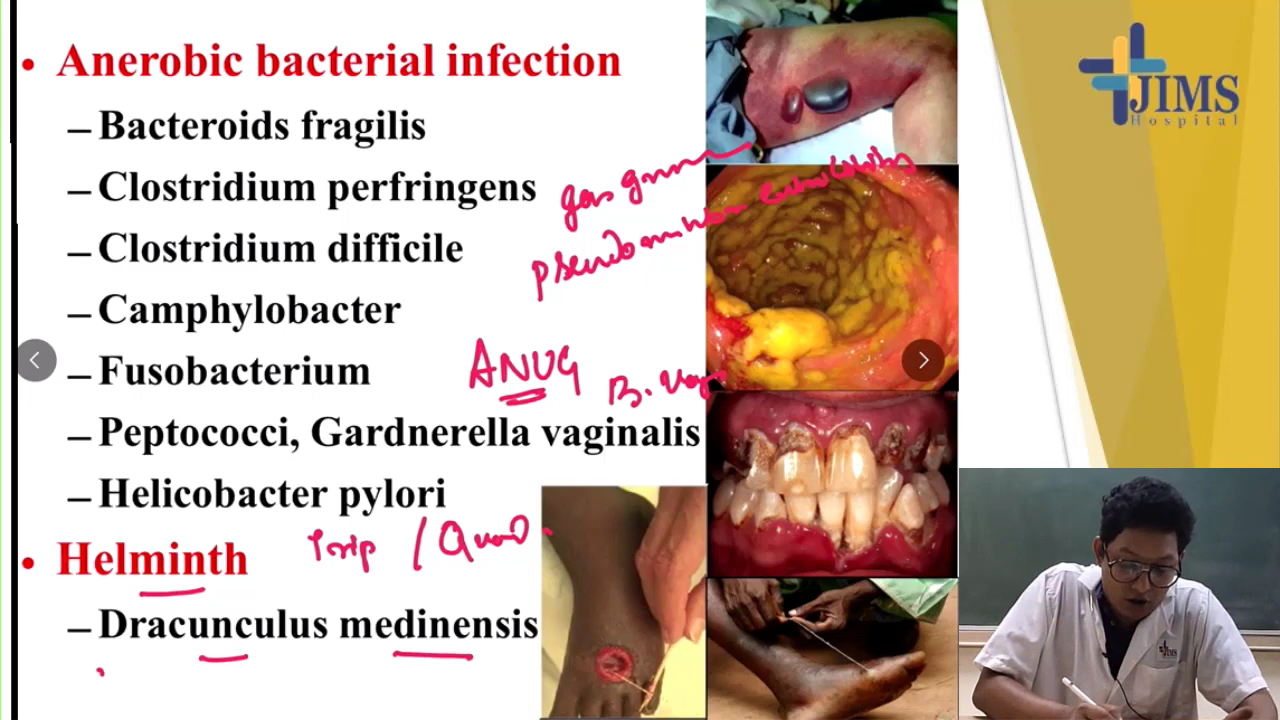 • Anerobic bacterial infection
– Bacteroids fragilis
– Clostridium perfringens
gas
– Clostridium difficile
– Camphylobacter
– Fusobacterium
ANUG
– Peptococci, Gardnerella vaginalis
– Helicobacter pylori
• Helminth
– Dracunculus medinensis
JIMS
Hospital
JIMS